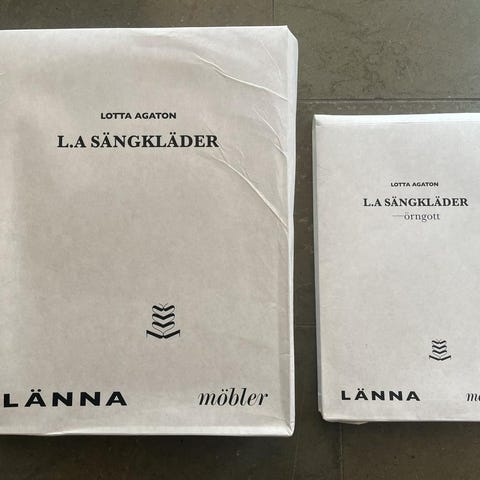 LOTTA AGATON
L.A SÄNGKLÄDER
LÄNNA
möbler
LOTTA AGATON
L.A SÄNGKLÄDER
—örngott
LÄNNA